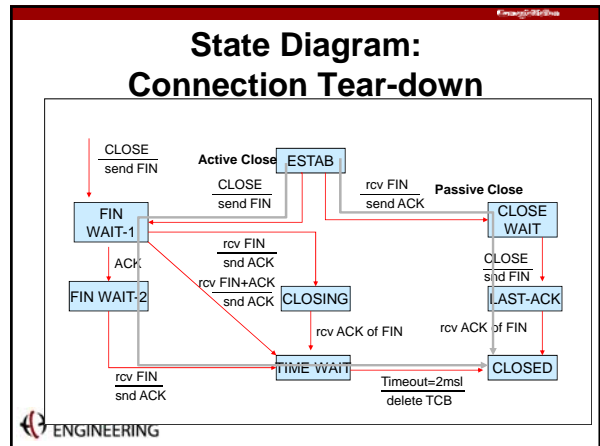 Carnegie Mellon
State Diagram:
Connection Tear-down
CLOSE
send FIN
Active Close
ESTAB
CLOSE
send FIN
rcv FIN
send ACK
Passive Close
FIN
WAIT-1
CLOSE
WAIT
ACK
rcv FIN
snd ACK
CLOSE
snd FIN
rcv FIN+ACK
snd ACK
FIN WAIT-2
CLOSING
LAST-ACK
rcv ACK of FIN
rcv ACK of FIN
TIME WAIT
CLOSED
rcv FIN
snd ACK
Timeout=2msl
delete TCB
ENGINEERING